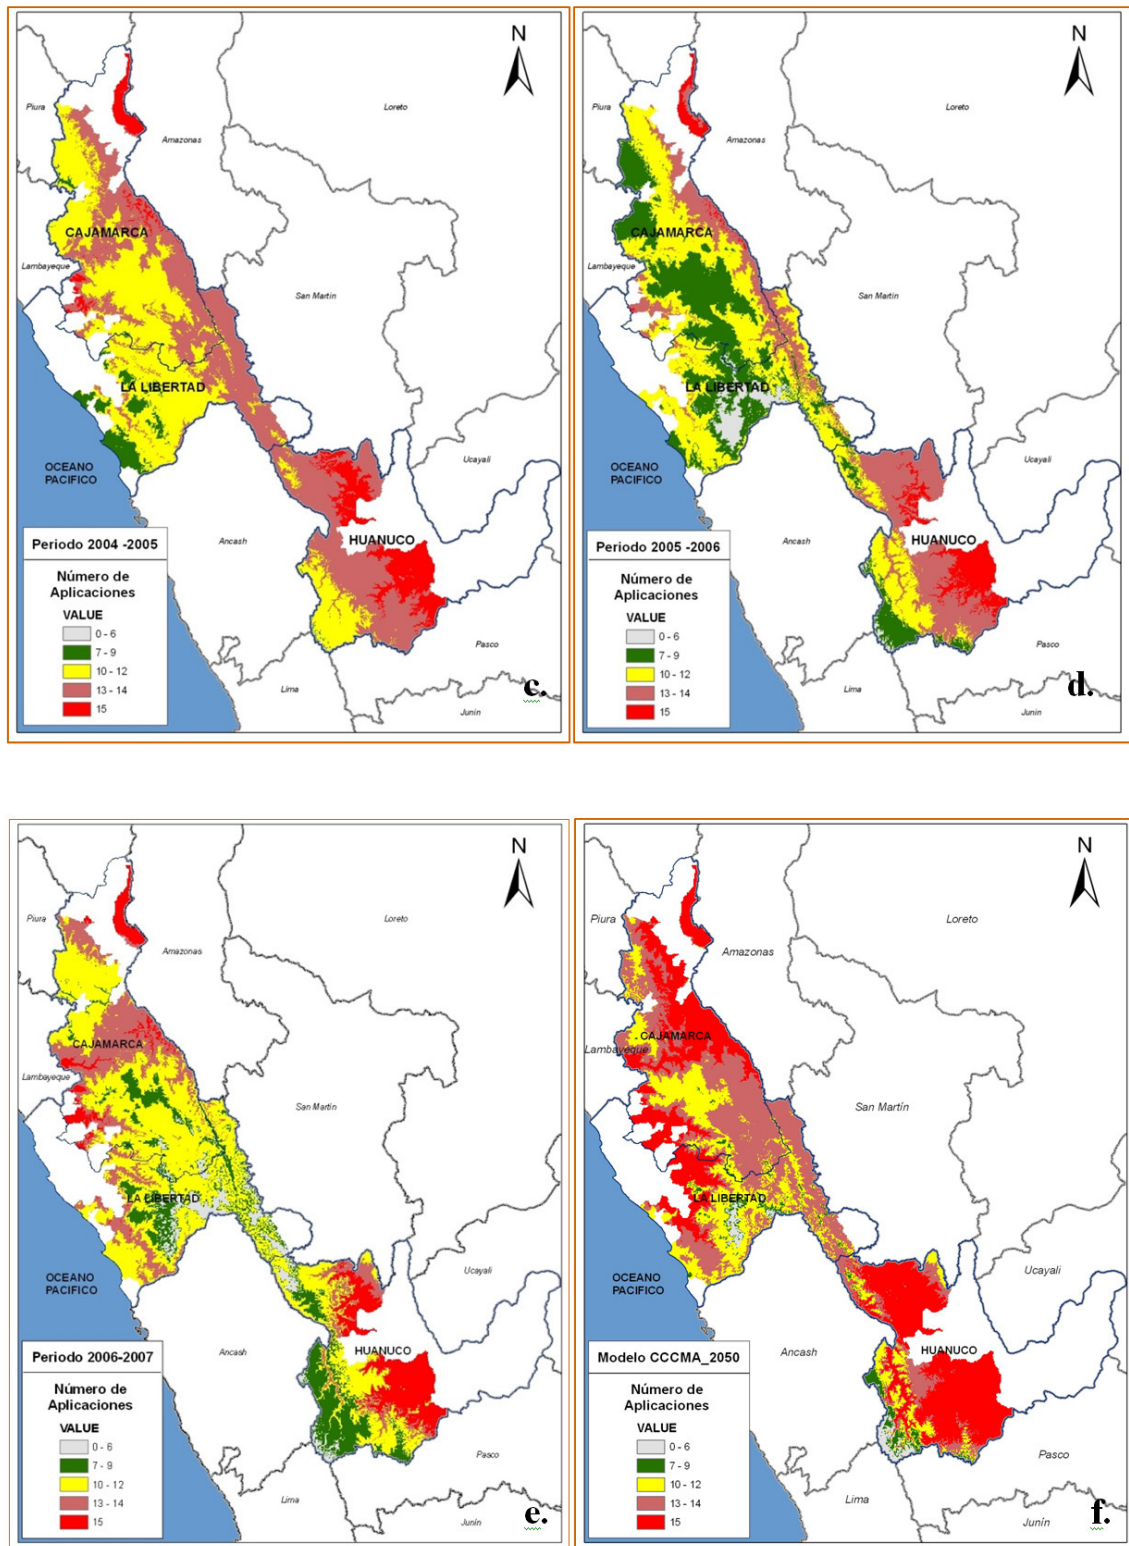 N
Piura
Loreto
Amazonas
CAJAMARCA
Lambayeque
San Martín
LA LIBERTAD
OCEANO
PACIFICO
Ucayali
Ancash
HUANUCO
Periodo 2004 -2005
Número de
Aplicaciones
VALUE
0 - 6
7 - 9
10 - 12
13 - 14
15
Pasco
Lima
Junín
c.
N
Piura
Loreto
Amazonas
CAJAMARCA
Lambayeque
San Martín
LA LIBERTAD
OCEANO
PACIFICO
Ucayali
Ancash
HUANUCO
Periodo 2005 -2006
Número de
Aplicaciones
VALUE
0 - 6
7 - 9
10 - 12
13 - 14
15
Pasco
Lima
Junín
d.
N
Piura
Loreto
Amazonas
CAJAMARCA
Lambayeque
San Martín
LA LIBERTAD
OCEANO
PACIFICO
Ucayali
Ancash
HUANUCO
Periodo 2006-2007
Número de
Aplicaciones
VALUE
0 - 6
7 - 9
10 - 12
13 - 14
15
Pasco
Lima
Junín
e.
N
Piura
Loreto
Amazonas
CAJAMARCA
Lambayeque
San Martín
LA LIBERTAD
OCEANO
PACIFICO
Ucayali
Ancash
HUANUCO
Modelo CCCMA_2050
Número de
Aplicaciones
VALUE
0 - 6
7 - 9
10 - 12
13 - 14
15
Pasco
Lima
Junín
f.